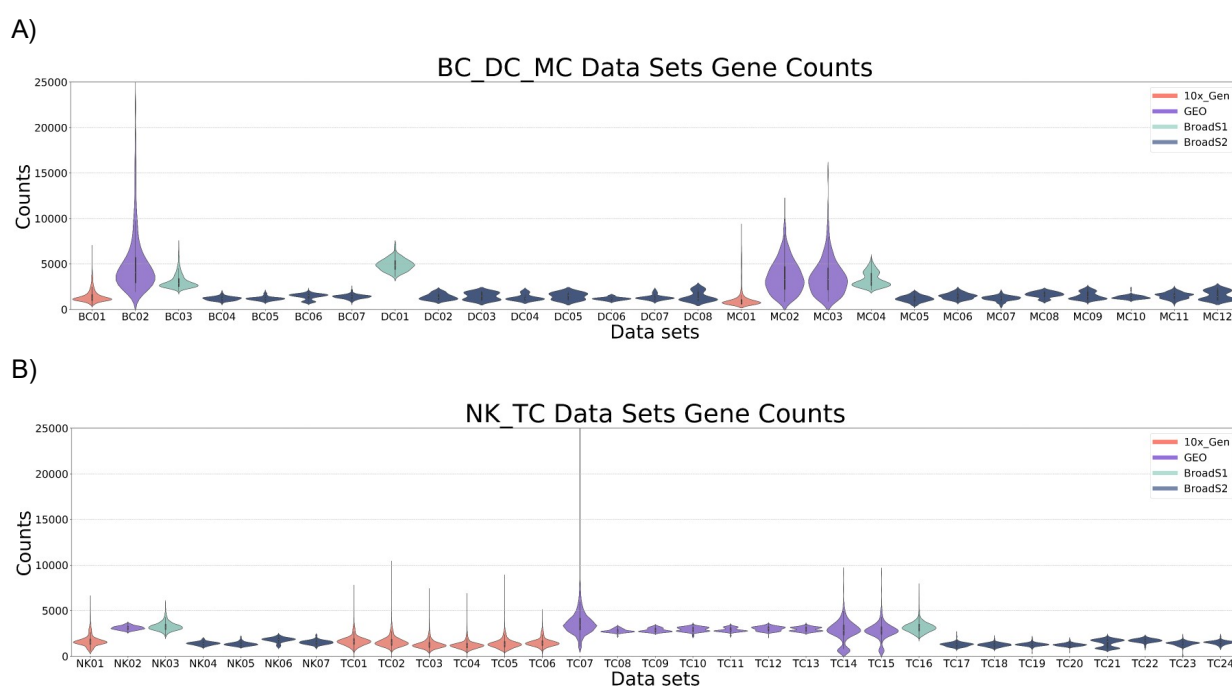 A)
BC_DC_MC Data Sets Gene Counts
25000
20000
15000
10000
5000
0
Counts
10x_Gen
GEO
BroadS1
BroadS2
BC01 BC02 BC03 BC04 BC05 BC06 BC07 DC01 DC02 DC03 DC04 DC05 DC06 DC07 DC08 MC01 MC02 MC03 MC04 MC05 MC06 MC07 MC08 MC09 MC10 MC11 MC12
Data sets
B)
NK_TC Data Sets Gene Counts
25000
20000
15000
10000
5000
0
Counts
10x_Gen
GEO
BroadS1
BroadS2
NK01 NK02 NK03 NK04 NK05 NK06 NK07 TC01 TC02 TC03 TC04 TC05 TC06 TC07 TC08 TC09 TC10 TC11 TC12 TC13 TC14 TC15 TC16 TC17 TC18 TC19 TC20 TC21 TC22 TC23 TC24
Data sets